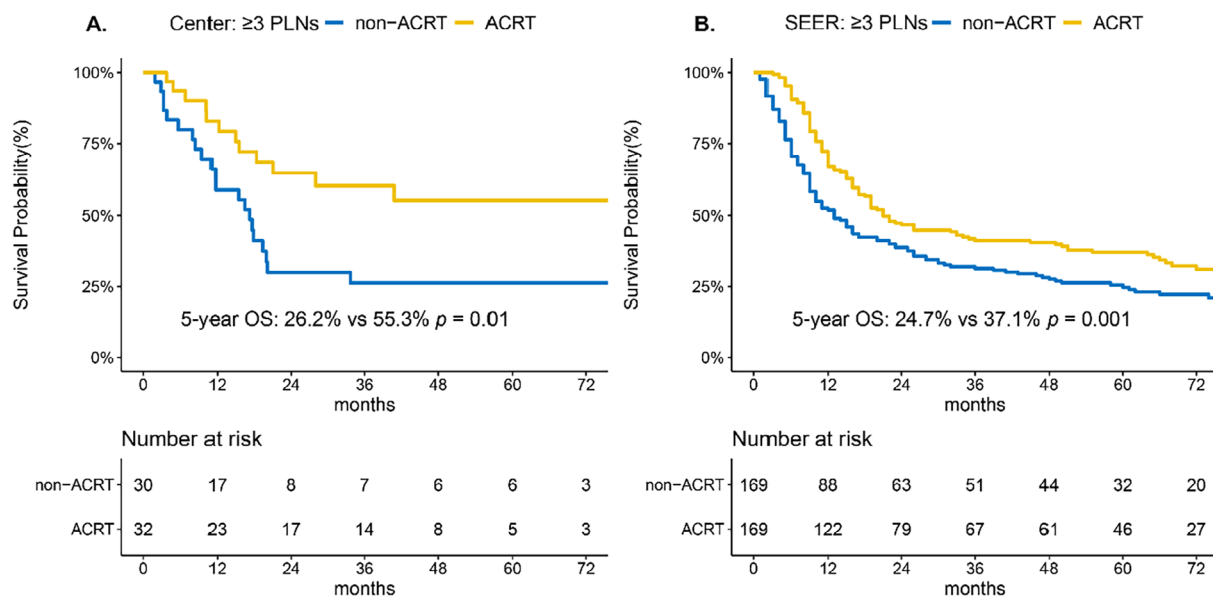 A. Center: ≥3 PLNs non−ACRT ACRT
Survival Probability(%)
100%
75%
50%
25%
0%
5-year OS: 26.2% vs 55.3% p = 0.01
0 12 24 36 48 60 72
months
Number at risk
non−ACRT 30 17 8 7 6 6 3
ACRT 32 23 17 14 8 5 3
0 12 24 36 48 60 72
months
B. SEER: ≥3 PLNs non−ACRT ACRT
Survival Probability(%)
100%
75%
50%
25%
0%
5-year OS: 24.7% vs 37.1% p = 0.001
0 12 24 36 48 60 72
months
Number at risk
non−ACRT 169 88 63 51 44 32 20
ACRT 169 122 79 67 61 46 27
0 12 24 36 48 60 72
months